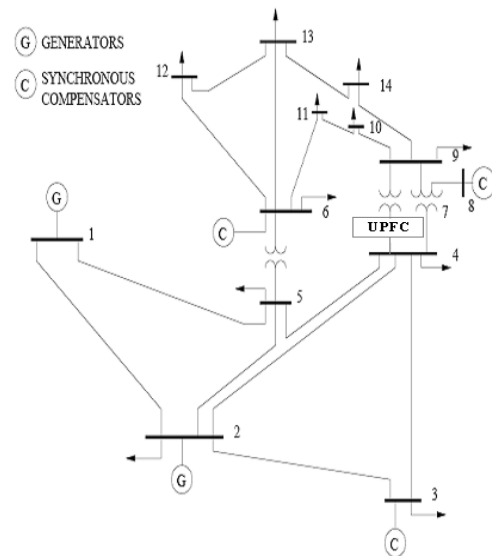 13
G GENERATORS
12
C SYNCHRONOUS
COMPENSATORS
14
11
10
9
G
C
7
8
6
UPFC
C
1
4
5
2
G
3
C